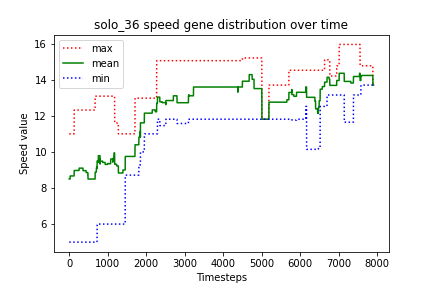 solo_36 speed gene distribution over time
max
mean
min
Speed value
16
14
12
10
8
6
0 1000 2000 3000 4000 5000 6000 7000 8000
Timesteps